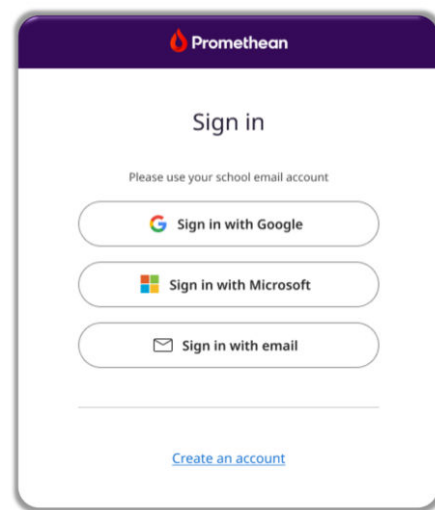 Promethean
Sign in
Please use your school email account
Sign in with Google
Sign in with Microsoft
Sign in with email
Create an account